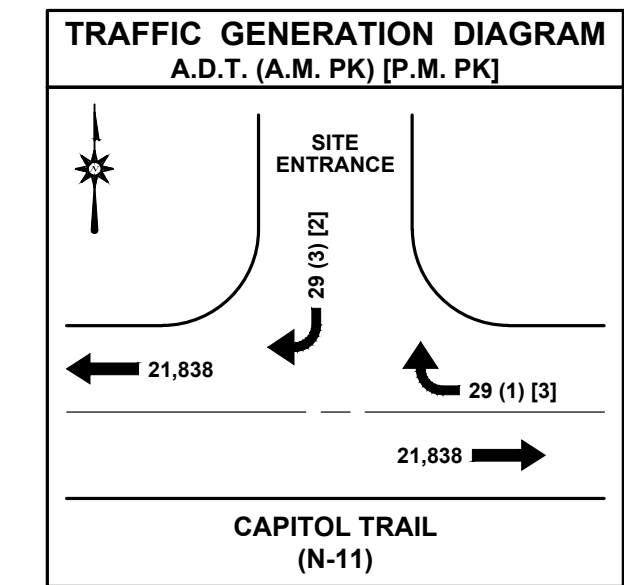 TRAFFIC GENERATION DIAGRAM
A.D.T. (A.M. PK) [P.M. PK]
N
SITE
ENTRANCE
29 (3) [2]
21,838
29 (1) [3]
21,838
CAPITOL TRAIL
(N-11)